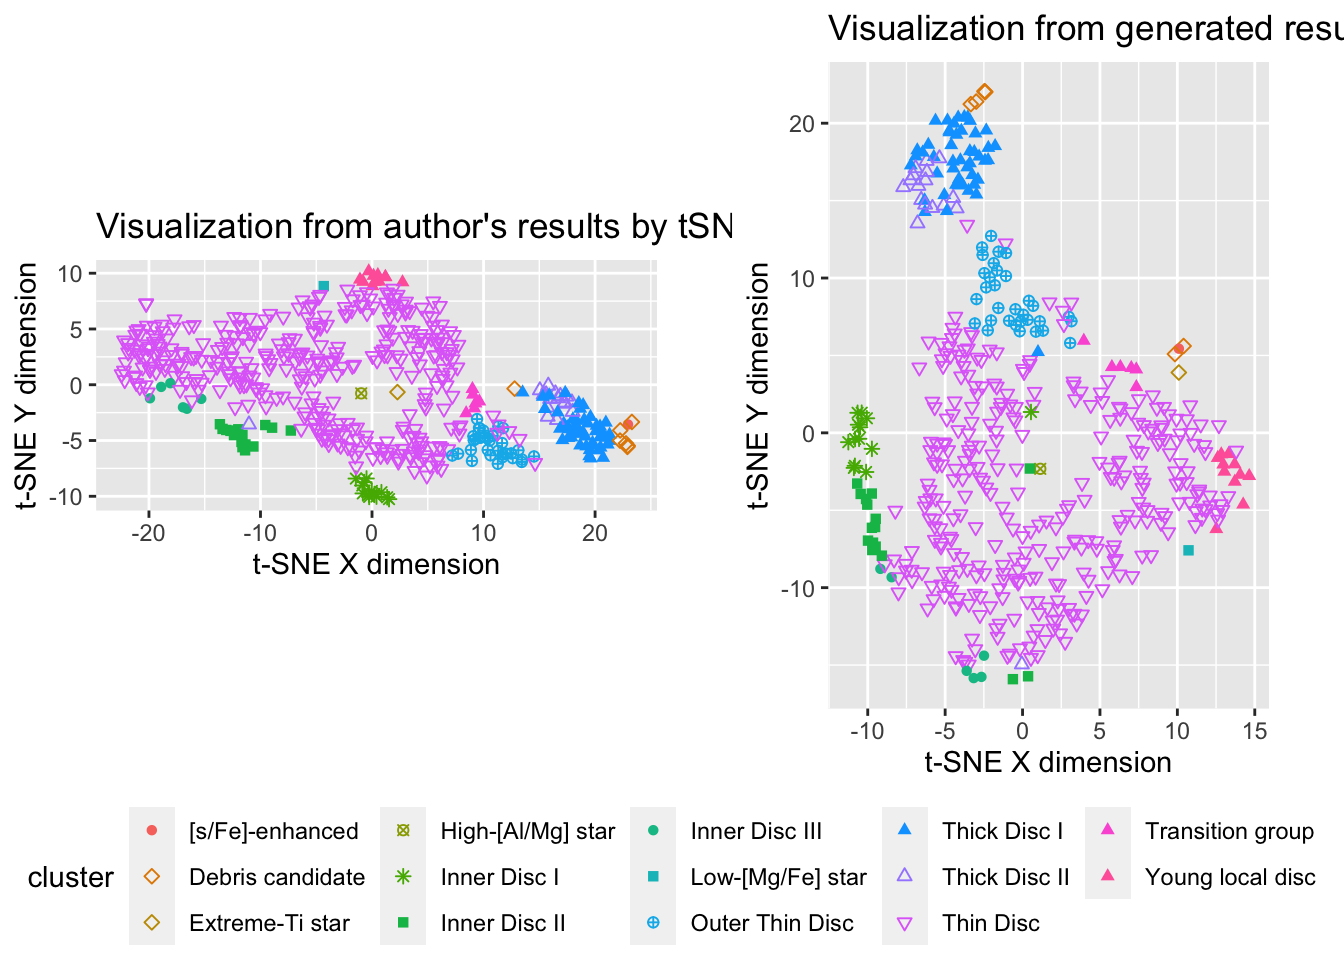 Visualization from generated resu
20
10
0
-10
t-SNE Y dimension
-10
-5
0
5
10
15
t-SNE X dimension
Visualization from author's results by tSN
10
5
0
-5
-10
t-SNE Y dimension
-20
-10
0
10
20
t-SNE X dimension
cluster
[s/Fe]-enhanced
Debris candidate
Extreme-Ti star
High-[Al/Mg] star
Inner Disc I
Inner Disc II
Inner Disc III
Low-[Mg/Fe] star
Outer Thin Disc
Thick Disc I
Thick Disc II
Thin Disc
Transition group
Young local disc